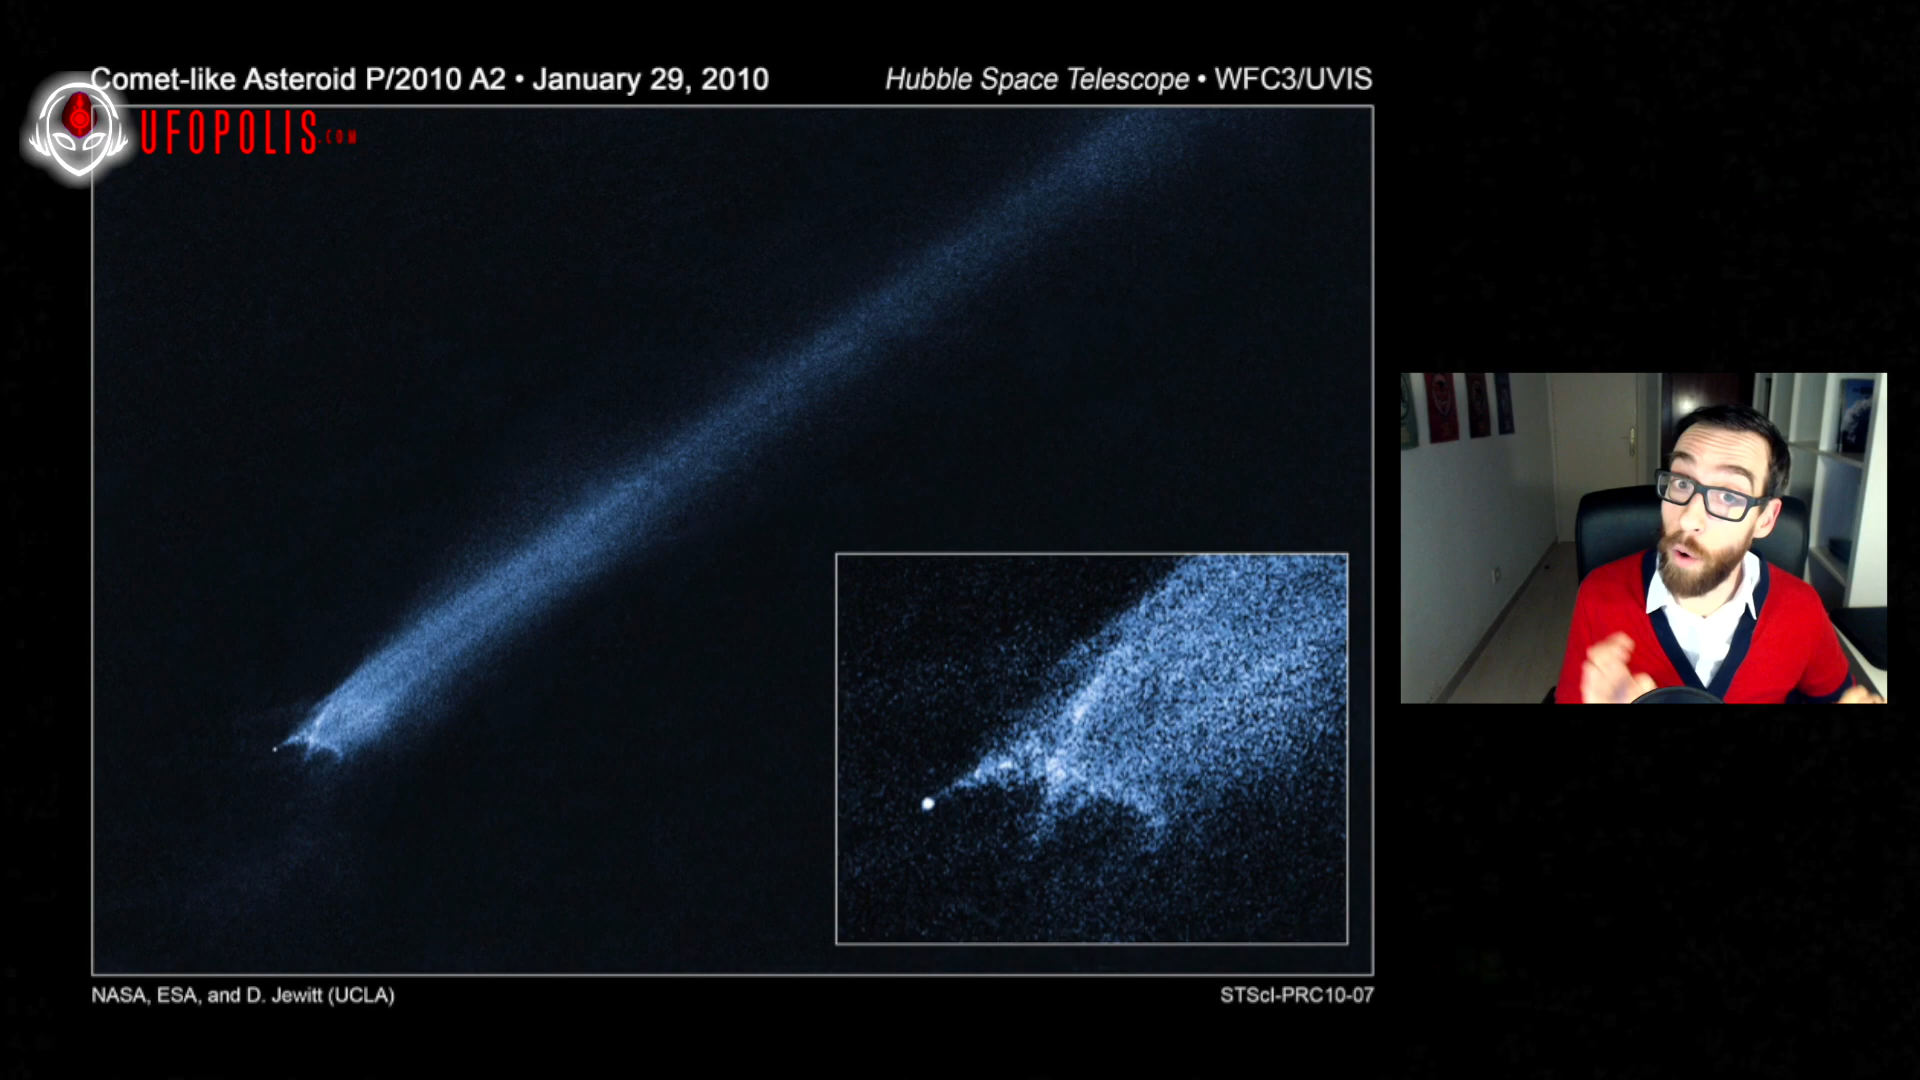 Comet-like Asteroid P/2010 A2 • January 29, 2010
Hubble Space Telescope • WFC3/UVIS
UFOPOLIS.COM
NASA, ESA, and D. Jewitt (UCLA)
STScI-PRC10-07